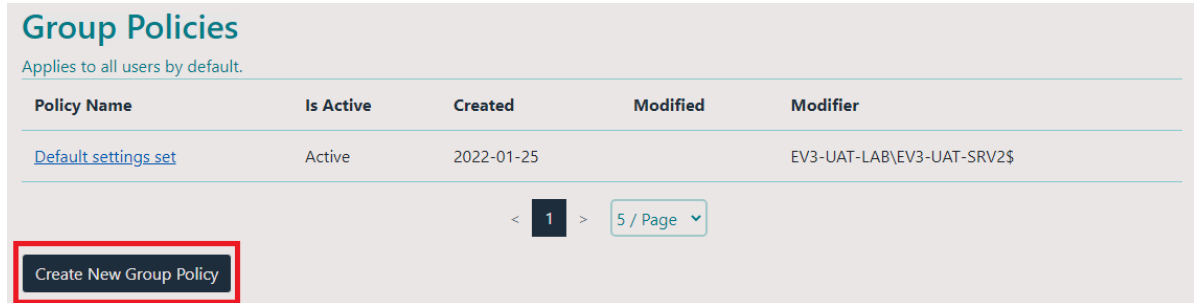 Group Policies
Applies to all users by default.
Policy Name Is Active Created Modified Modifier
Default settings set Active 2022-01-25 EV3-UAT-LAB\EV3-UAT-SRV2$
< 1 > 5 / Page
Create New Group Policy